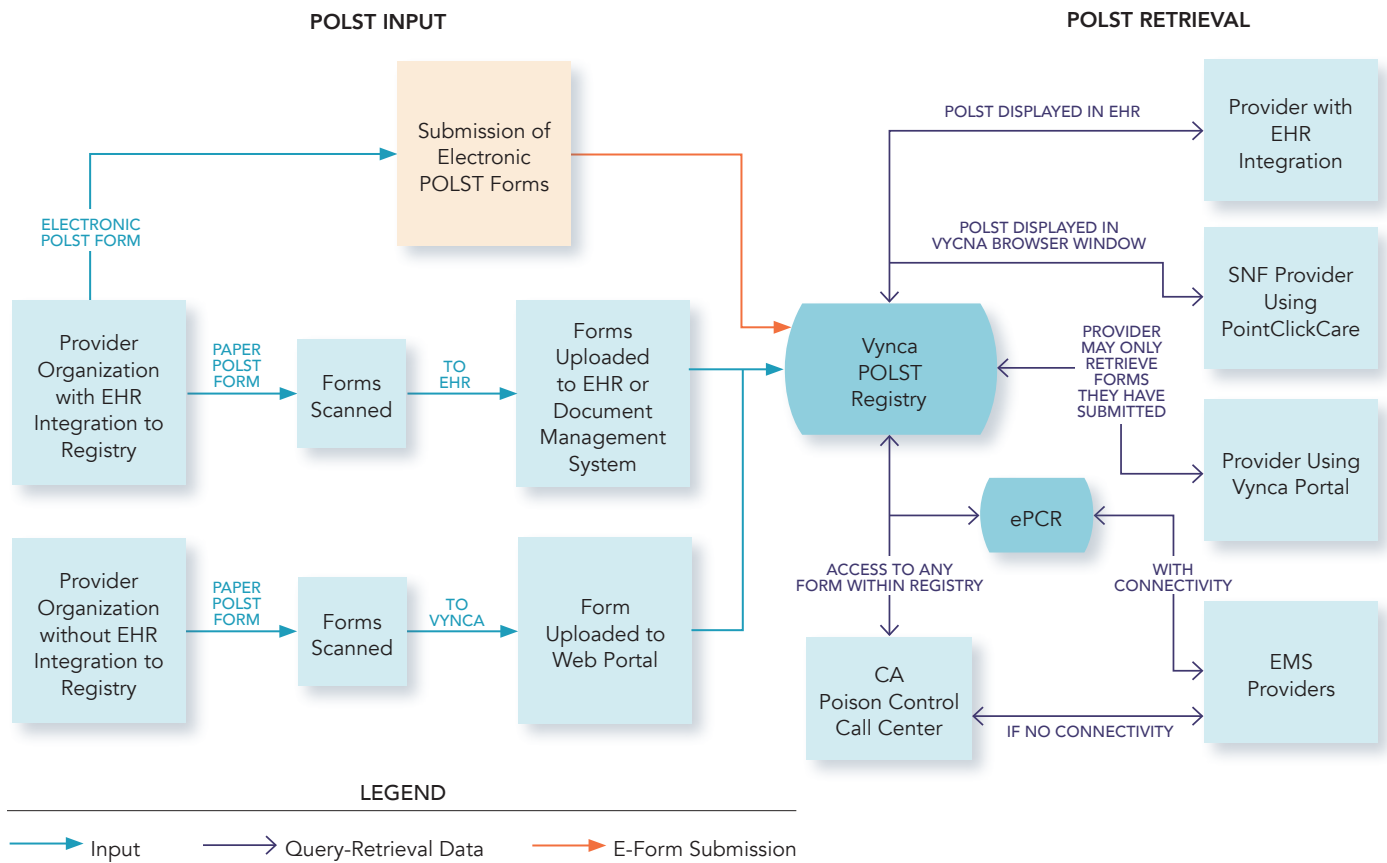 POLST INPUT
POLST RETRIEVAL
Submission of
Electronic
POLST Forms
ELECTRONIC
POLST FORM
Provider
Organization
with EHR
Integration to
Registry
PAPER
POLST
FORM
Forms
Scanned
TO
EHR
Forms
Uploaded
to EHR or
Document
Management
System
Provider
Organization
without EHR
Integration to
Registry
PAPER
POLST
FORM
Forms
Scanned
TO
VYNCA
Form
Uploaded to
Web Portal
Vynca
POLST
Registry
POLST DISPLAYED IN EHR
Provider with
EHR
Integration
POLST DISPLAYED IN
VYCNA BROWSER WINDOW
SNF Provider
Using
PointClickCare
PROVIDER
MAY ONLY
RETRIEVE
FORMS
THEY HAVE
SUBMITTED
Provider Using
Vynca Portal
ePCR
ACCESS TO ANY
FORM WITHIN REGISTRY
WITH
CONNECTIVITY
CA
Poison Control
Call Center
IF NO CONNECTIVITY
EMS
Providers
LEGEND
Input
Query-Retrieval Data
E-Form Submission